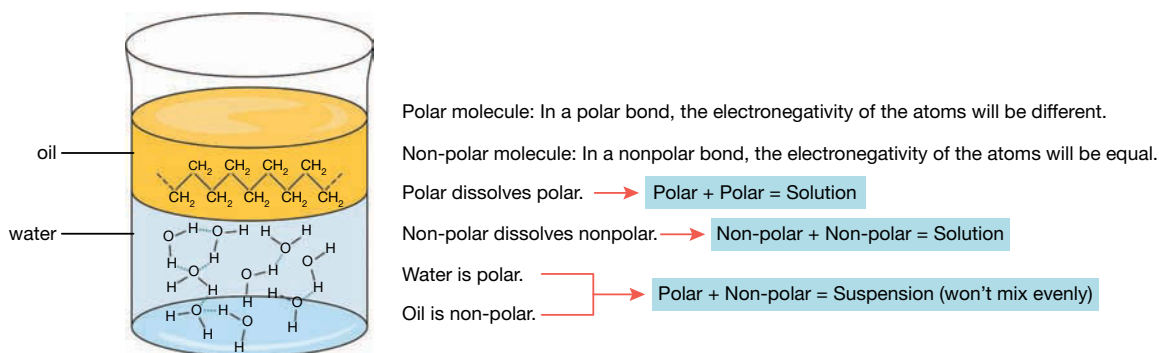 oil
water
CH2 CH2 CH2 CH2
CH2 CH2 CH2 CH2 CH2
O H O H H H
H H O O
O O H H
H H H H O
O H O H
H H H H
Polar molecule: In a polar bond, the electronegativity of the atoms will be different.
Non-polar molecule: In a nonpolar bond, the electronegativity of the atoms will be equal.
Polar dissolves polar. Polar + Polar = Solution
Non-polar dissolves nonpolar. Non-polar + Non-polar = Solution
Water is polar.
Oil is non-polar.
Polar + Non-polar = Suspension (won't mix evenly)